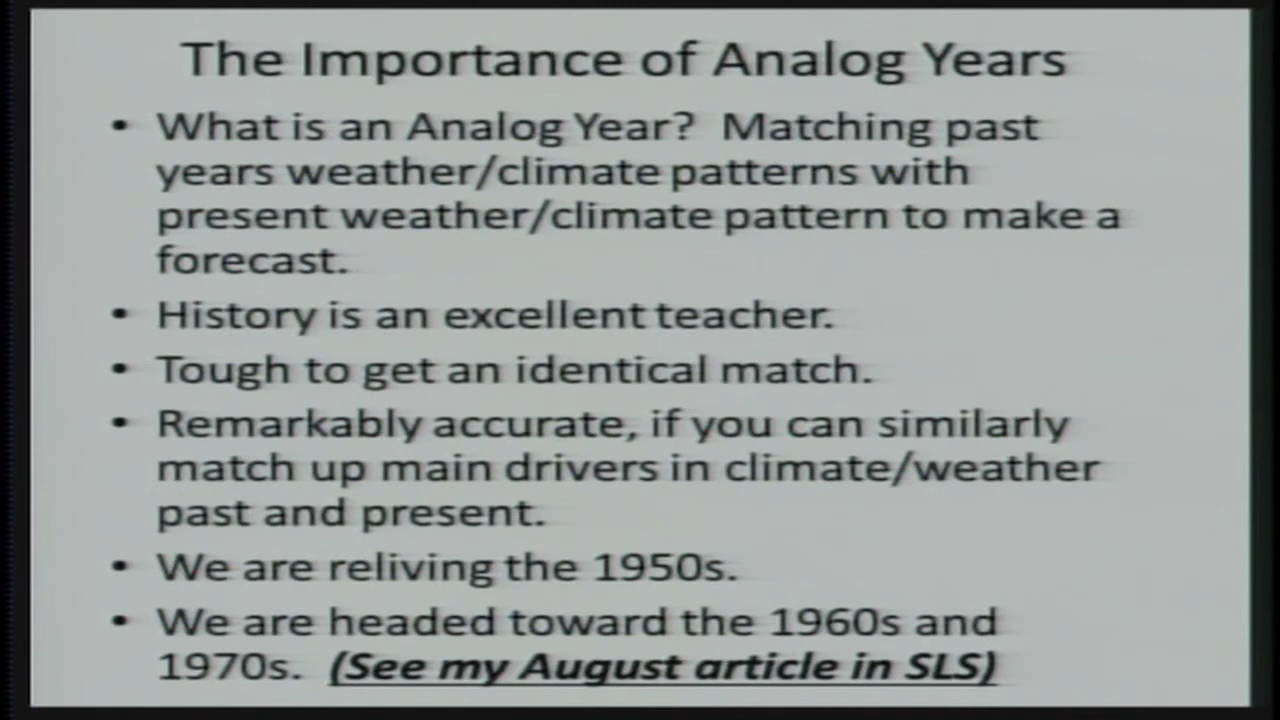 The Importance of Analog Years
• What is an Analog Year? Matching past
years weather/climate patterns with
present weather/climate pattern to make a
forecast.
• History is an excellent teacher.
• Tough to get an identical match.
• Remarkably accurate, if you can similarly
match up main drivers in climate/weather
past and present.
• We are reliving the 1950s.
• We are headed toward the 1960s and
1970s. (See my August article in SLS)